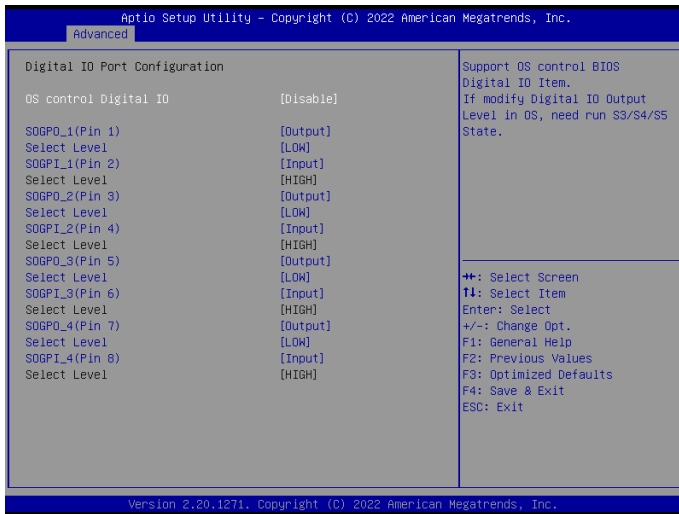 Aptio Setup Utility – Copyright (C) 2022 American Megatrends, Inc.
Advanced
Digital IO Port Configuration
OS control Digital IO [Disable]
SOGPO_1(Pin 1) [Output]
Select Level [LOW]
SOGPI_1(Pin 2) [Input]
Select Level [HIGH]
SOGPO_2(Pin 3) [Output]
Select Level [LOW]
SOGPI_2(Pin 4) [Input]
Select Level [HIGH]
SOGPO_3(Pin 5) [Output]
Select Level [LOW]
SOGPI_3(Pin 6) [Input]
Select Level [HIGH]
SOGPO_4(Pin 7) [Output]
Select Level [LOW]
SOGPI_4(Pin 8) [Input]
Select Level [HIGH]
Support OS control BIOS
Digital IO Item.
If modify Digital IO Output
Level in OS, need run S3/S4/S5
State.
→←: Select Screen
↑↓: Select Item
Enter: Select
+/-: Change Opt.
F1: General Help
F2: Previous Values
F3: Optimized Defaults
F4: Save & Exit
ESC: Exit
Version 2.20.1271. Copyright (C) 2022 American Megatrends, Inc.